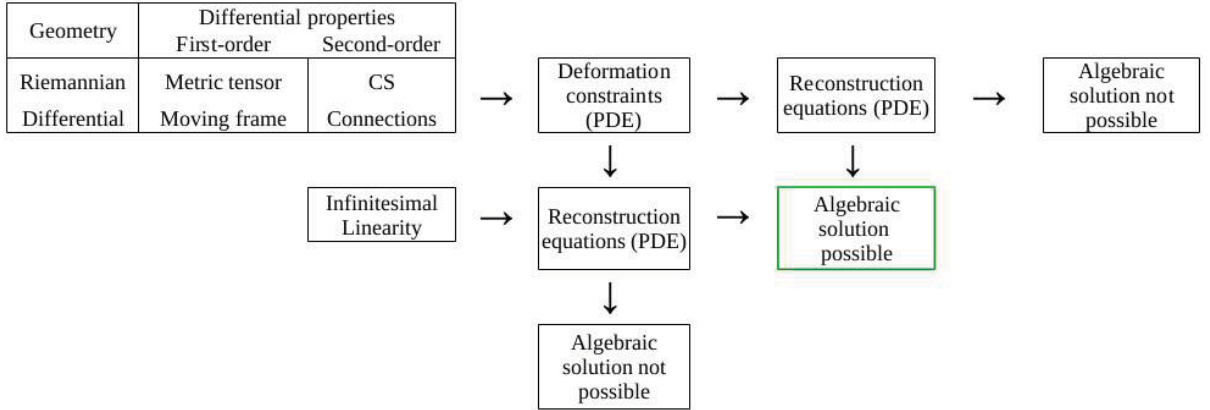 Geometry
Differential properties
First-order Second-order
Riemannian Metric tensor CS
Differential Moving frame Connections
→
Deformation
constraints
(PDE)
→
Reconstruction
equations (PDE)
→
Algebraic
solution not
possible
↓
↓
Infinitesimal
Linearity
→
Reconstruction
equations (PDE)
→
Algebraic
solution
possible
↓
Algebraic
solution not
possible